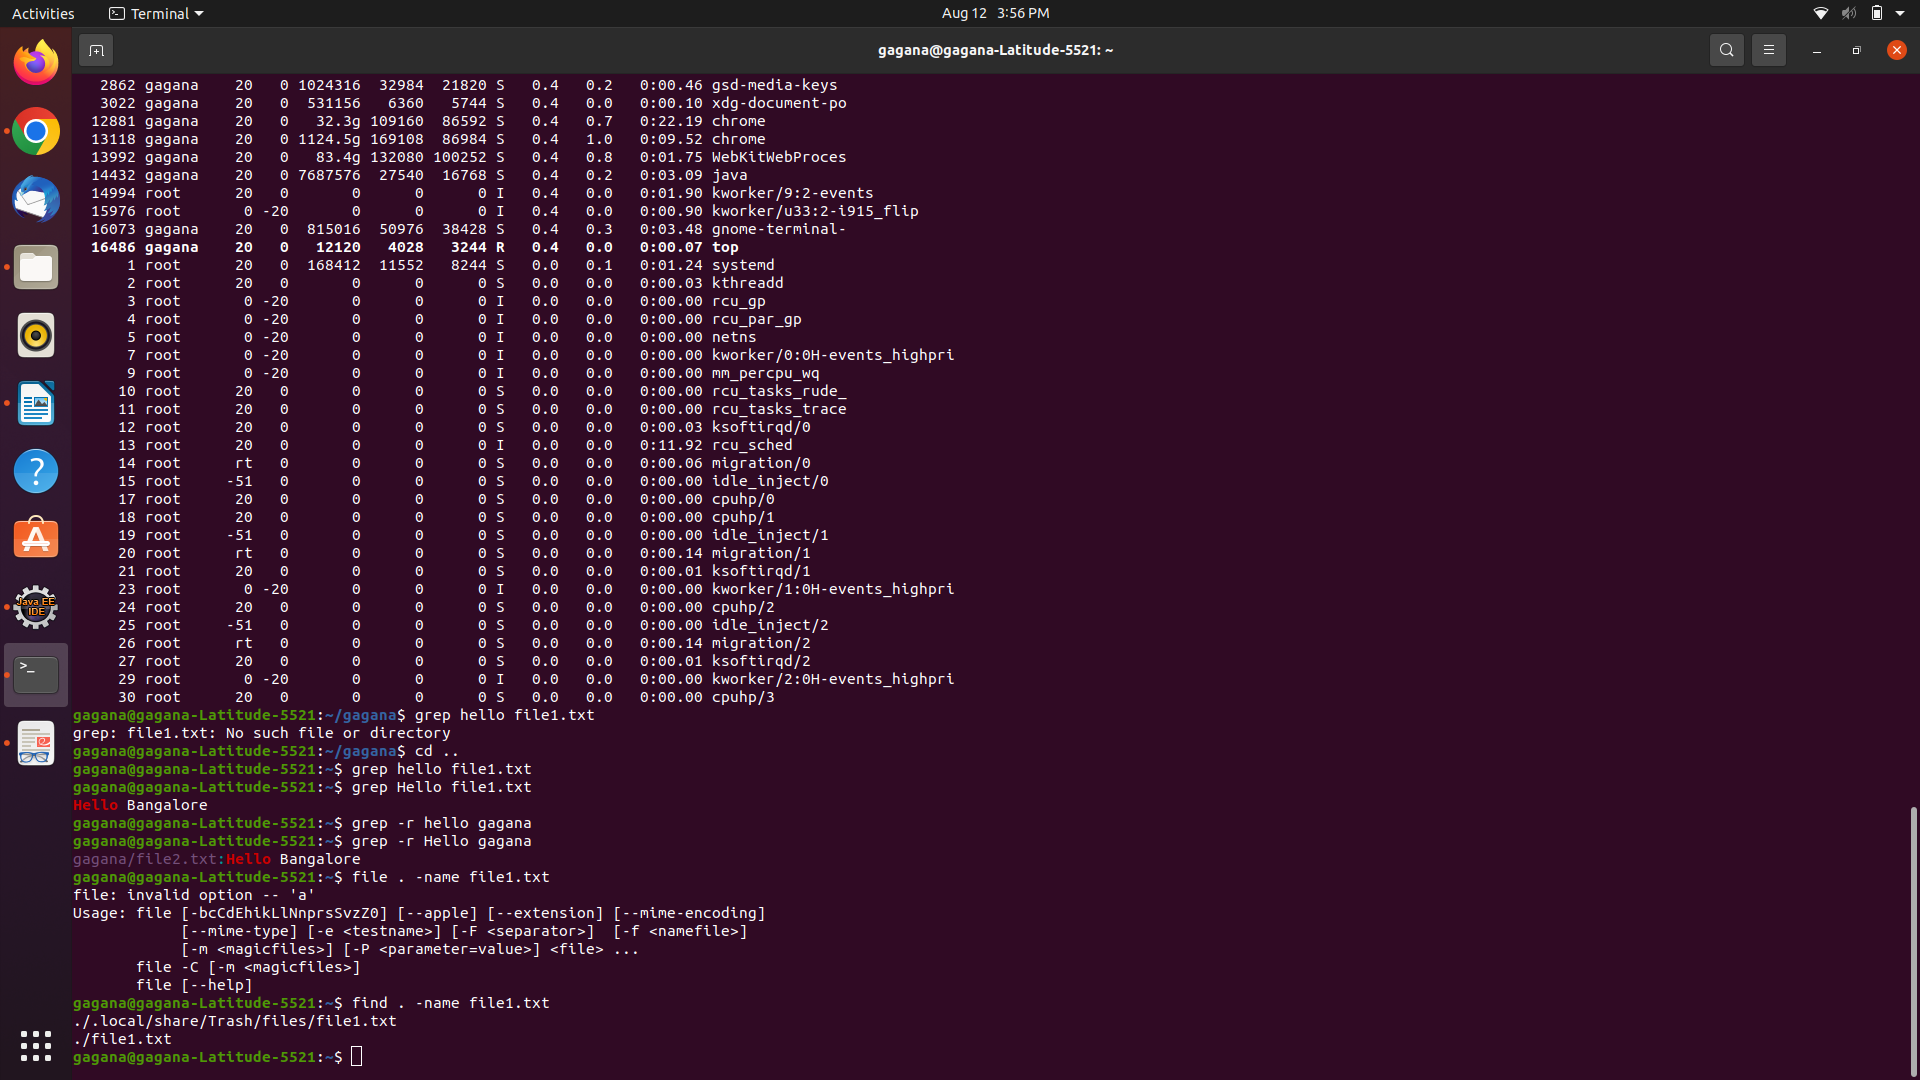 Activities Terminal Aug 12 3:56 PM
gagana@gagana-Latitude-5521: ~
2862 gagana 20 0 1024316 32984 21820 S 0.4 0.2 0:00.46 gsd-media-keys
3022 gagana 20 0 531156 6360 5744 S 0.4 0.0 0:00.10 xdg-document-po
12881 gagana 20 0 32.3g 109160 86592 S 0.4 0.7 0:22.19 chrome
13118 gagana 20 0 1124.5g 169108 86984 S 0.4 1.0 0:09.52 chrome
13992 gagana 20 0 83.4g 132080 100252 S 0.4 0.8 0:01.75 WebKitWebProces
14432 gagana 20 0 7687576 27540 16768 S 0.4 0.2 0:03.09 java
14994 root 20 0 0 0 0 I 0.4 0.0 0:01.90 kworker/9:2-events
15976 root 0 -20 0 0 0 I 0.4 0.0 0:00.90 kworker/u33:2-i915_flip
16073 gagana 20 0 815016 50976 38428 S 0.4 0.3 0:03.48 gnome-terminal-
16486 gagana 20 0 12120 4028 3244 R 0.4 0.0 0:00.07 top
1 root 20 0 168412 11552 8244 S 0.0 0.1 0:01.24 systemd
2 root 20 0 0 0 0 S 0.0 0.0 0:00.03 kthreadd
3 root 0 -20 0 0 0 I 0.0 0.0 0:00.00 rcu_gp
4 root 0 -20 0 0 0 I 0.0 0.0 0:00.00 rcu_par_gp
5 root 0 -20 0 0 0 I 0.0 0.0 0:00.00 netns
7 root 0 -20 0 0 0 I 0.0 0.0 0:00.00 kworker/0:0H-events_highpri
9 root 0 -20 0 0 0 I 0.0 0.0 0:00.00 mm_percpu_wq
10 root 20 0 0 0 0 S 0.0 0.0 0:00.00 rcu_tasks_rude_
11 root 20 0 0 0 0 S 0.0 0.0 0:00.00 rcu_tasks_trace
12 root 20 0 0 0 0 S 0.0 0.0 0:00.03 ksoftirqd/0
13 root 20 0 0 0 0 I 0.0 0.0 0:11.92 rcu_sched
14 root rt 0 0 0 0 S 0.0 0.0 0:00.06 migration/0
15 root -51 0 0 0 0 S 0.0 0.0 0:00.00 idle_inject/0
17 root 20 0 0 0 0 S 0.0 0.0 0:00.00 cpuhp/0
18 root 20 0 0 0 0 S 0.0 0.0 0:00.00 cpuhp/1
19 root -51 0 0 0 0 S 0.0 0.0 0:00.00 idle_inject/1
20 root rt 0 0 0 0 S 0.0 0.0 0:00.14 migration/1
21 root 20 0 0 0 0 S 0.0 0.0 0:00.01 ksoftirqd/1
23 root 0 -20 0 0 0 I 0.0 0.0 0:00.00 kworker/1:0H-events_highpri
24 root 20 0 0 0 0 S 0.0 0.0 0:00.00 cpuhp/2
25 root -51 0 0 0 0 S 0.0 0.0 0:00.00 idle_inject/2
26 root rt 0 0 0 0 S 0.0 0.0 0:00.14 migration/2
27 root 20 0 0 0 0 S 0.0 0.0 0:00.01 ksoftirqd/2
29 root 0 -20 0 0 0 I 0.0 0.0 0:00.00 kworker/2:0H-events_highpri
30 root 20 0 0 0 0 S 0.0 0.0 0:00.00 cpuhp/3
gagana@gagana-Latitude-5521:~/gagana$ grep hello file1.txt
grep: file1.txt: No such file or directory
gagana@gagana-Latitude-5521:~/gagana$ cd ..
gagana@gagana-Latitude-5521:~$ grep hello file1.txt
gagana@gagana-Latitude-5521:~$ grep Hello file1.txt
Hello Bangalore
gagana@gagana-Latitude-5521:~$ grep -r hello gagana
gagana@gagana-Latitude-5521:~$ grep -r Hello gagana
gagana/file2.txt:Hello Bangalore
gagana@gagana-Latitude-5521:~$ file . -name file1.txt
file: invalid option -- 'a'
Usage: file [-bcCdEhikLlNnprsSvzZ0] [--apple] [--extension] [--mime-encoding]
[--mime-type] [-e <testname>] [-F <separator>] [-f <namefile>]
[-m <magicfiles>] [-P <parameter=value>] <file> ...
file -C [-m <magicfiles>]
file [--help]
gagana@gagana-Latitude-5521:~$ find . -name file1.txt
./.local/share/Trash/files/file1.txt
./file1.txt
gagana@gagana-Latitude-5521:~$
Java EE
IDE